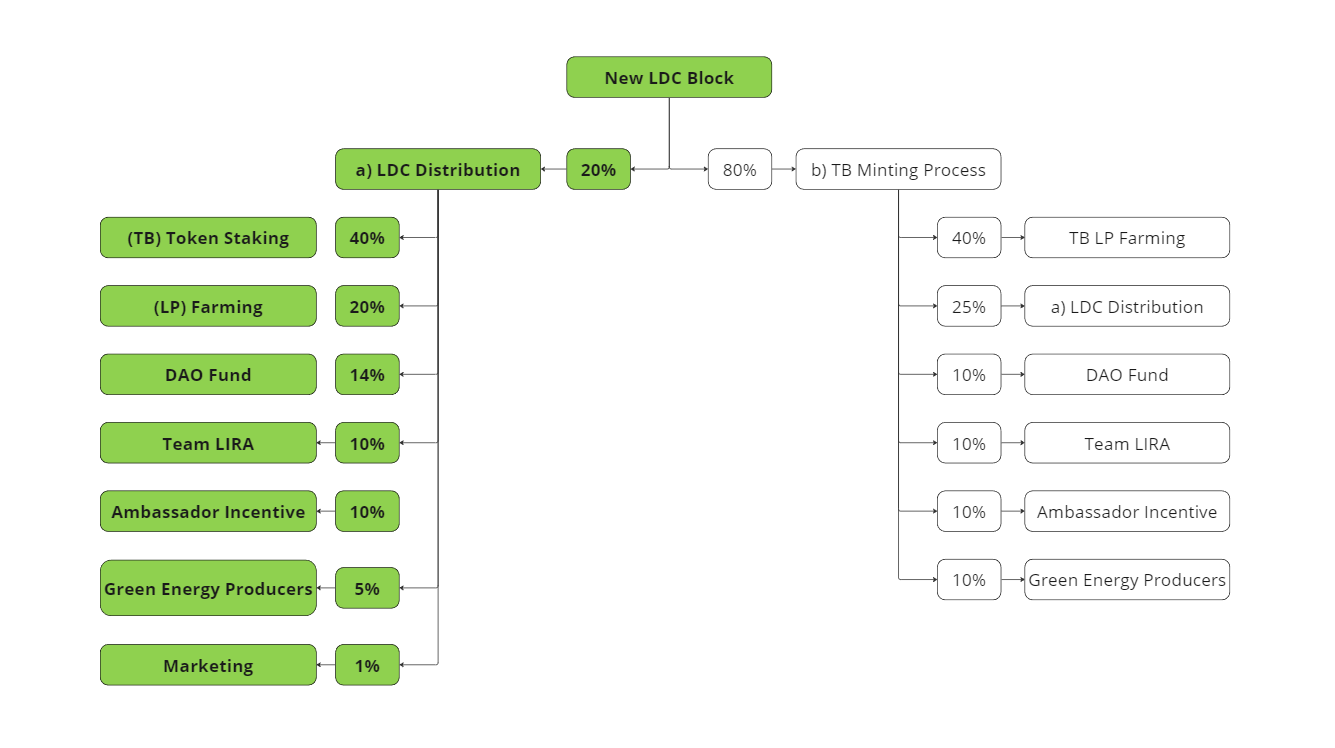 New LDC Block
a) LDC Distribution
20%
80%
b) TB Minting Process
(TB) Token Staking
40%
40%
TB LP Farming
(LP) Farming
20%
25%
a) LDC Distribution
DAO Fund
14%
10%
DAO Fund
Team LIRA
10%
10%
Team LIRA
Ambassador Incentive
10%
10%
Ambassador Incentive
Green Energy Producers
5%
10%
Green Energy Producers
Marketing
1%